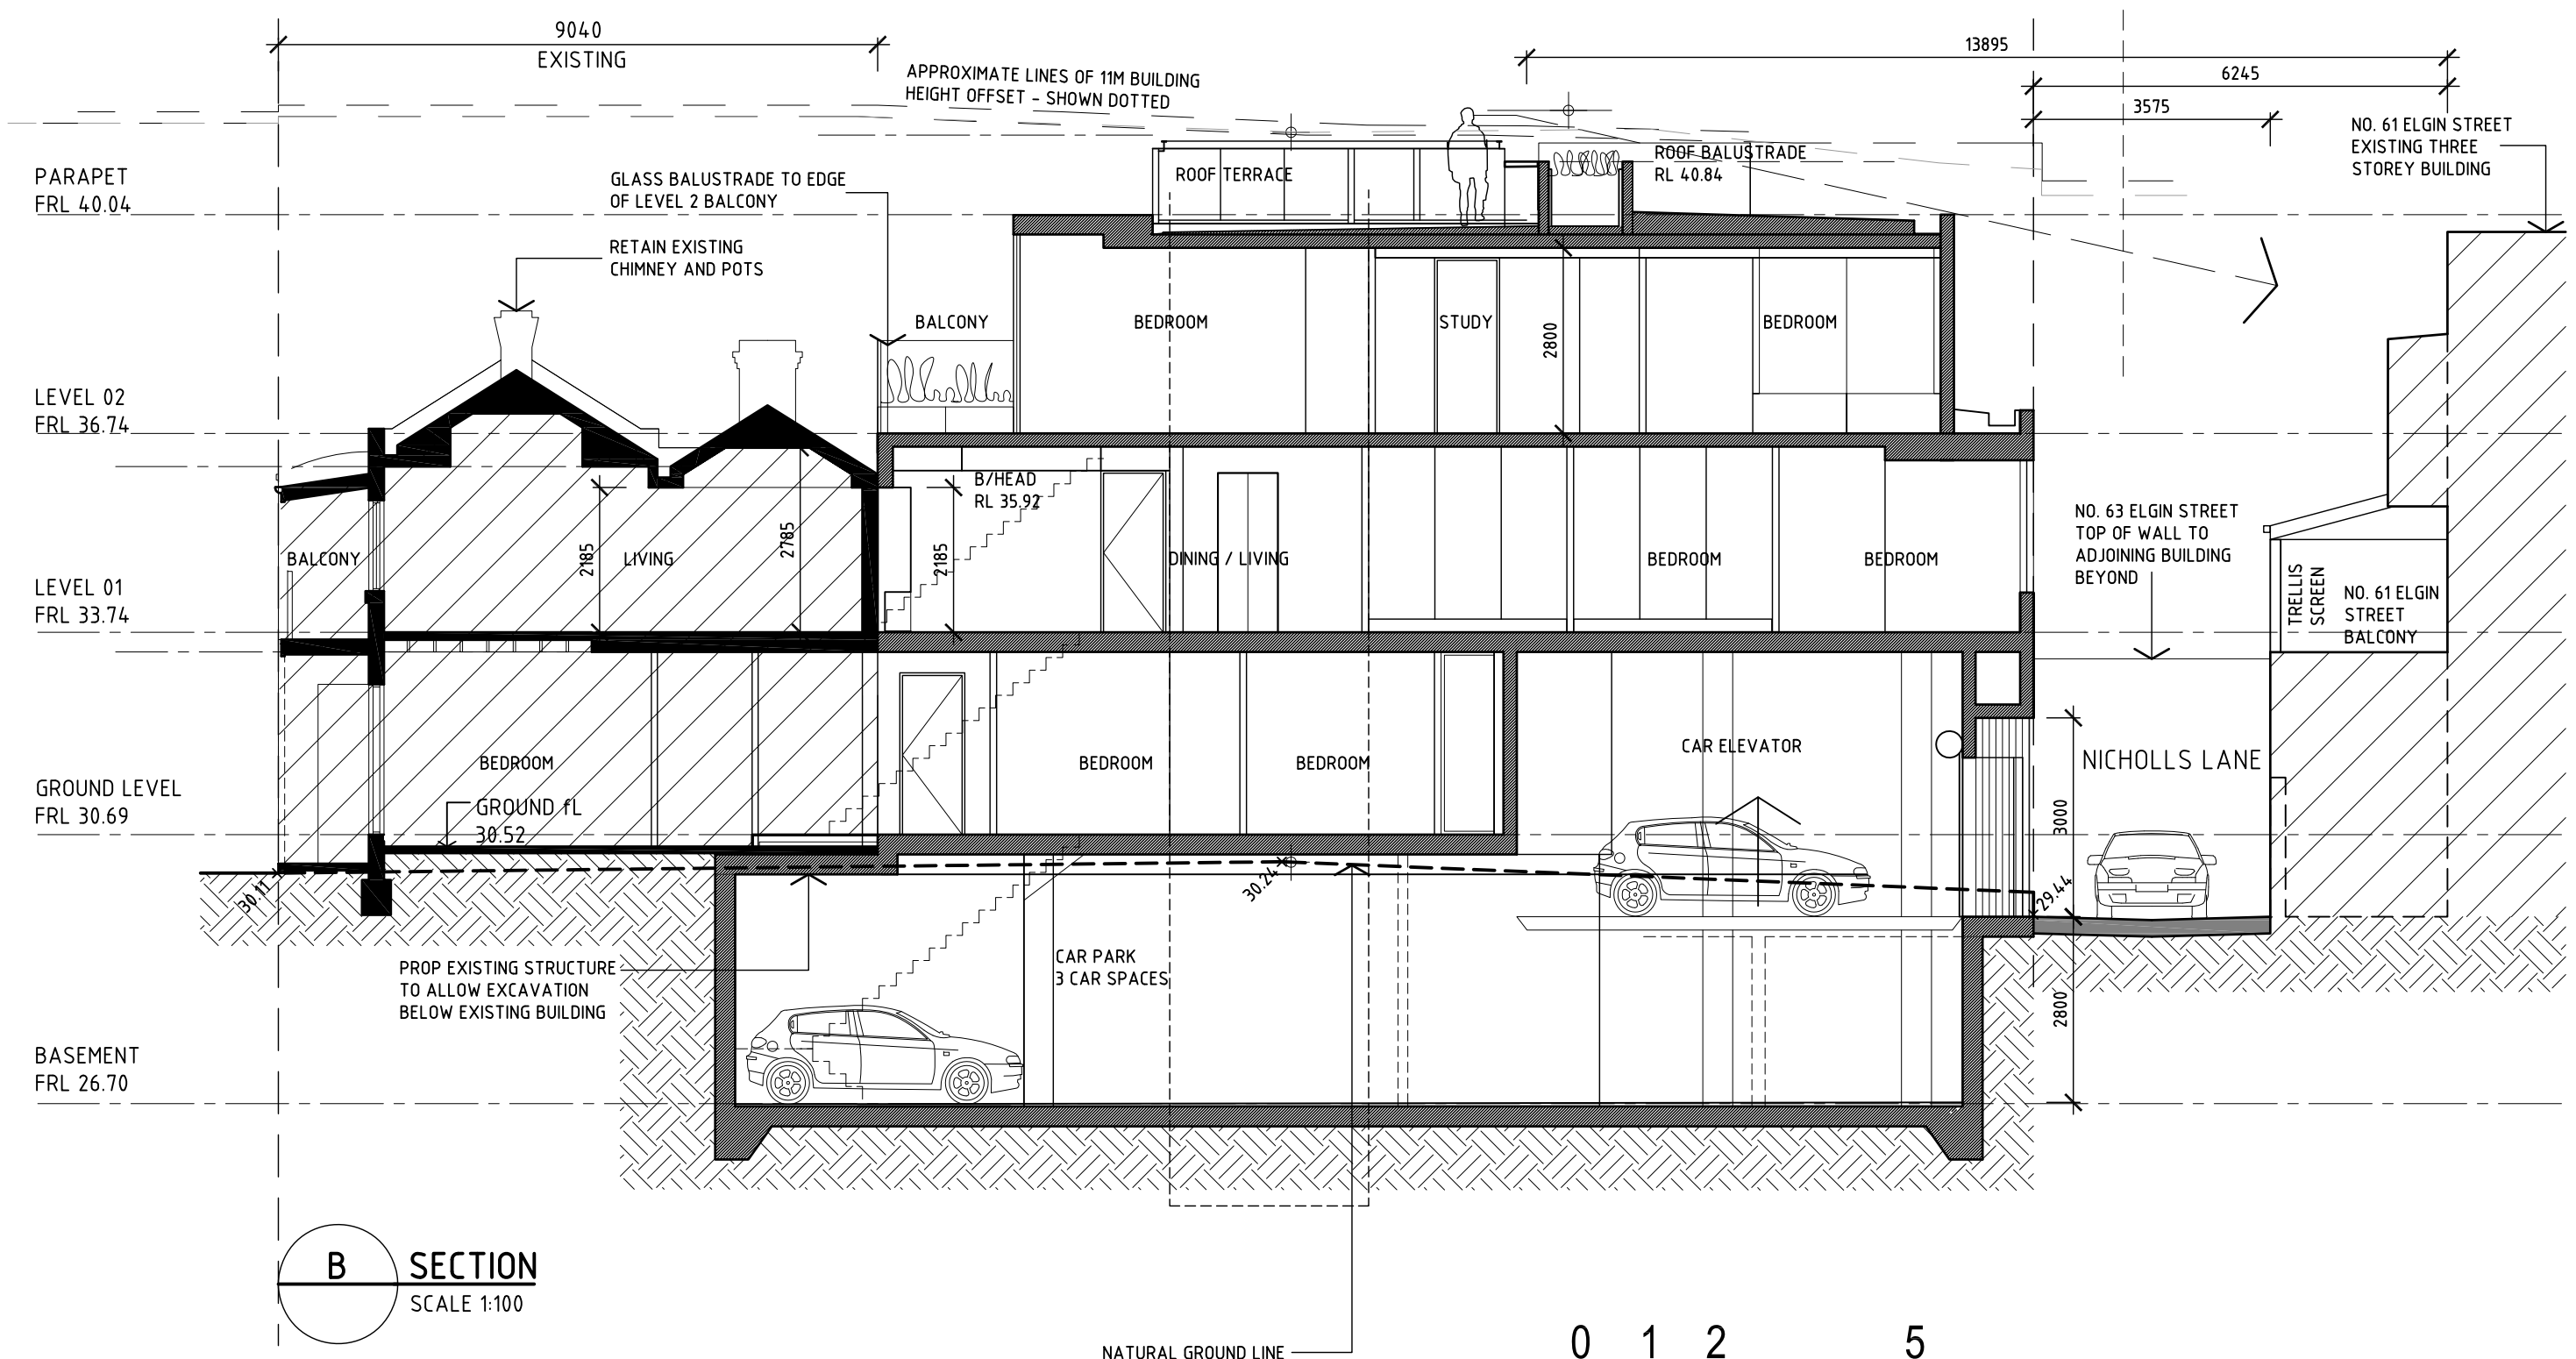 9040
EXISTING
APPROXIMATE LINES OF 11M BUILDING
HEIGHT OFFSET - SHOWN DOTTED
13895
6245
3575
NO. 61 ELGIN STREET
EXISTING THREE
STOREY BUILDING
PARAPET
FRL 40.04
GLASS BALUSTRADE TO EDGE
OF LEVEL 2 BALCONY
ROOF TERRACE
ROOF BALUSTRADE
RL 40.84
RETAIN EXISTING
CHIMNEY AND POTS
BALCONY
BEDROOM
STUDY
2800
BEDROOM
LEVEL 02
FRL 36.74
B/HEAD
RL 35.92
NO. 63 ELGIN STREET
TOP OF WALL TO
ADJOINING BUILDING
BEYOND
BALCONY
2185
LIVING
2785
2185
DINING / LIVING
BEDROOM
BEDROOM
LEVEL 01
FRL 33.74
TRELLIS
SCREEN
NO. 61 ELGIN
STREET
BALCONY
BEDROOM
BEDROOM
BEDROOM
CAR ELEVATOR
NICHOLLS LANE
GROUND LEVEL
FRL 30.69
GROUND fL
30.52
3000
30.11
30.24
29.44
PROP EXISTING STRUCTURE
TO ALLOW EXCAVATION
BELOW EXISTING BUILDING
CAR PARK
3 CAR SPACES
2800
BASEMENT
FRL 26.70
B
SECTION
SCALE 1:100
NATURAL GROUND LINE
0 1 2 5